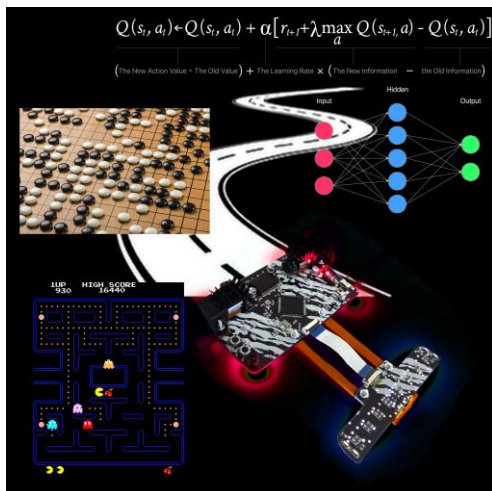 Q(sₜ, aₜ)←Q(sₜ, aₜ) + α[rₜ₊₁+λmax Q(sₜ₊₁, a) - Q(sₜ, aₜ)]
a
(The New Action Value = The Old Value) + The Learning Rate × (The New Information − the Old Information)
Hidden
Input
Output
1UP HIGH SCORE
930 16440